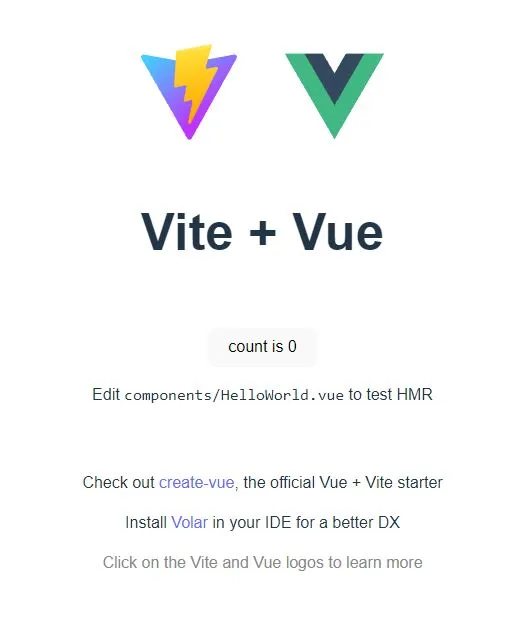 Vite + Vue
count is 0
Edit components/HelloWorld.vue to test HMR
Check out create-vue, the official Vue + Vite starter
Install Volar in your IDE for a better DX
Click on the Vite and Vue logos to learn more